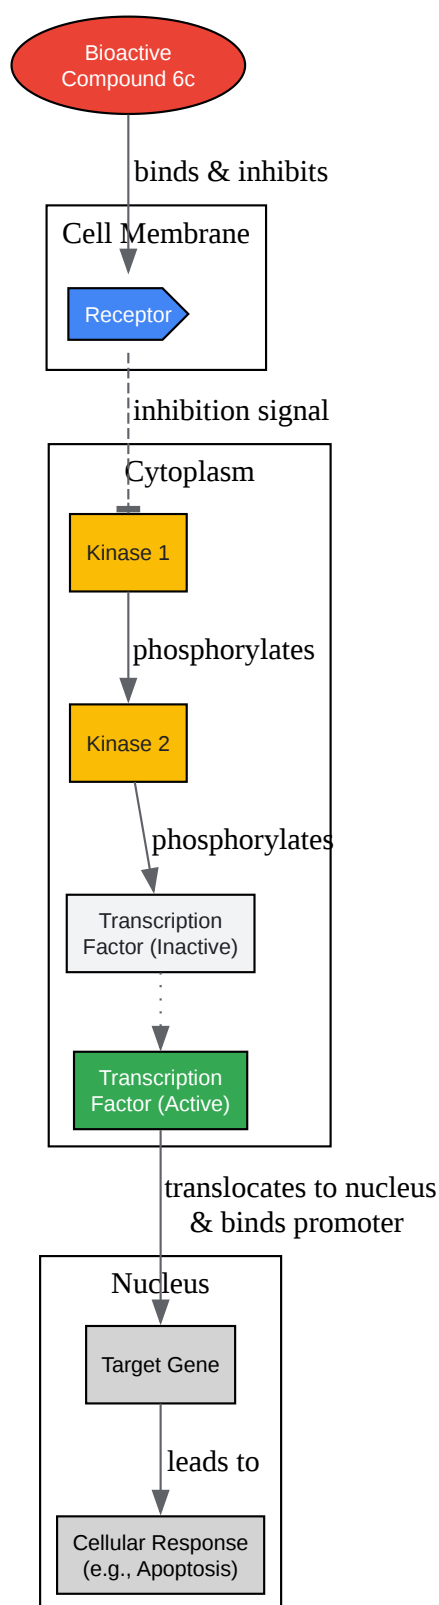 Bioactive
Compound 6c
binds & inhibits
Cell Membrane
Receptor
inhibition signal
Cytoplasm
Kinase 1
phosphorylates
Kinase 2
phosphorylates
Transcription
Factor (Inactive)
Transcription
Factor (Active)
translocates to nucleus
& binds promoter
Nucleus
Target Gene
leads to
Cellular Response
(e.g., Apoptosis)